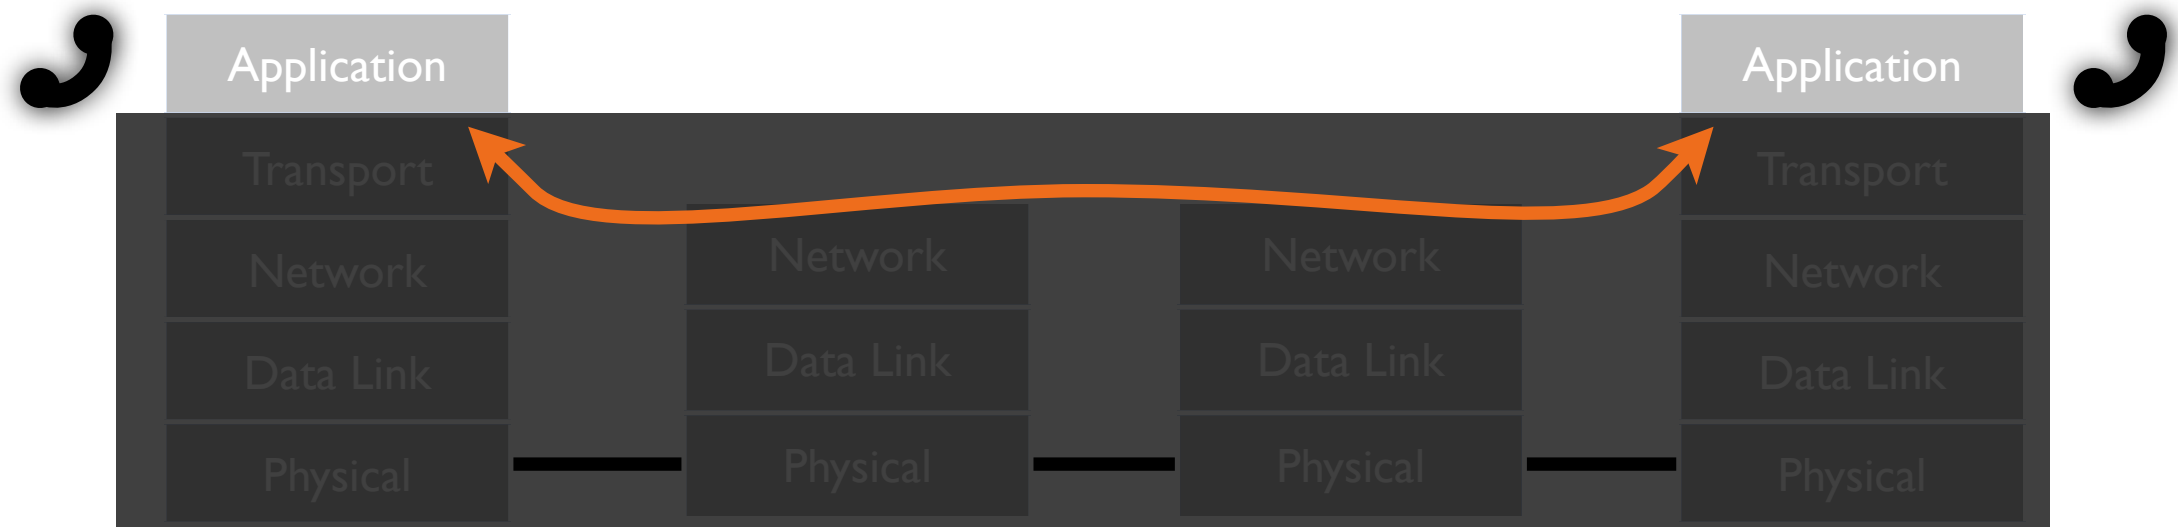 Application
Transport
Network
Data Link
Physical
Network
Data Link
Physical
Network
Data Link
Physical
Application
Transport
Network
Data Link
Physical